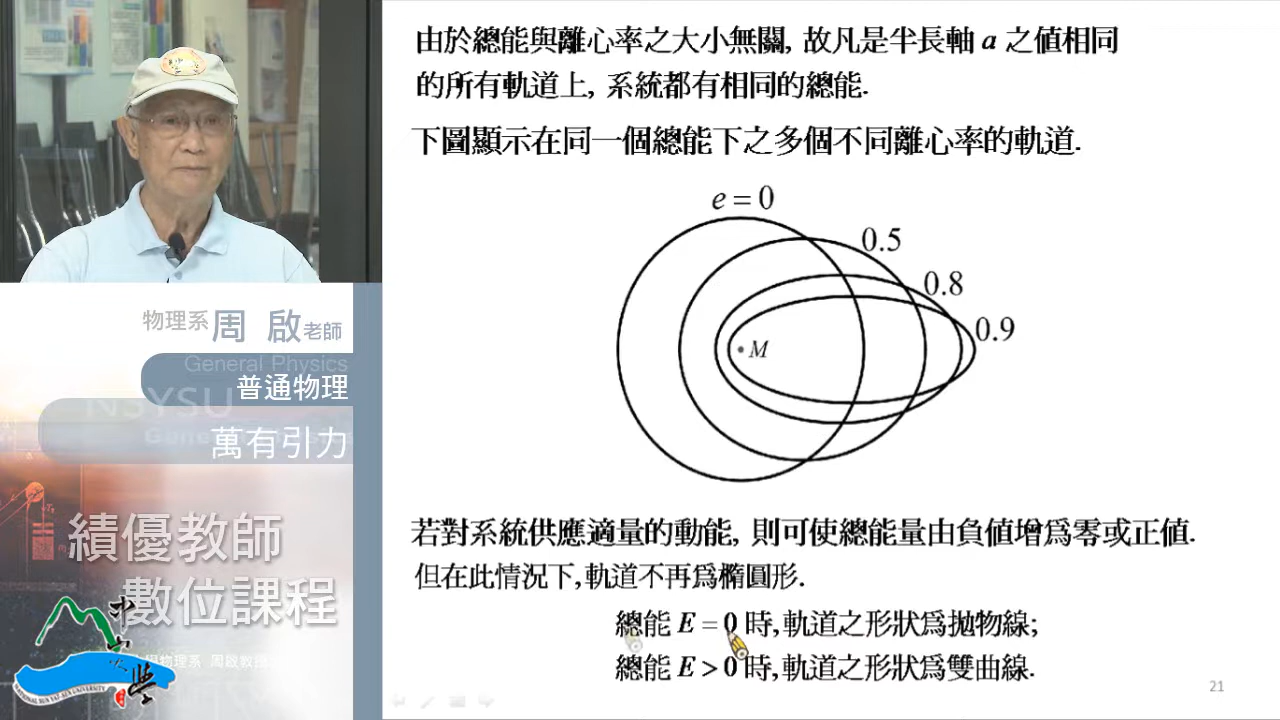 由於總能與離心率之大小無關, 故凡是半長軸 a 之值相同
的所有軌道上, 系統都有相同的總能.
下圖顯示在同一個總能下之多個不同離心率的軌道.
e = 0
0.5
0.8
0.9
M
若對系統供應適量的動能, 則可使總能量由負值增為零或正值.
但在此情況下, 軌道不再為橢圓形.
總能 E = 0 時, 軌道之形狀為拋物線;
總能 E > 0 時, 軌道之形狀為雙曲線.
21
物理系 周 啟 老師
General Physics
普通物理
NSYSU
萬有引力
績優教師
數位課程